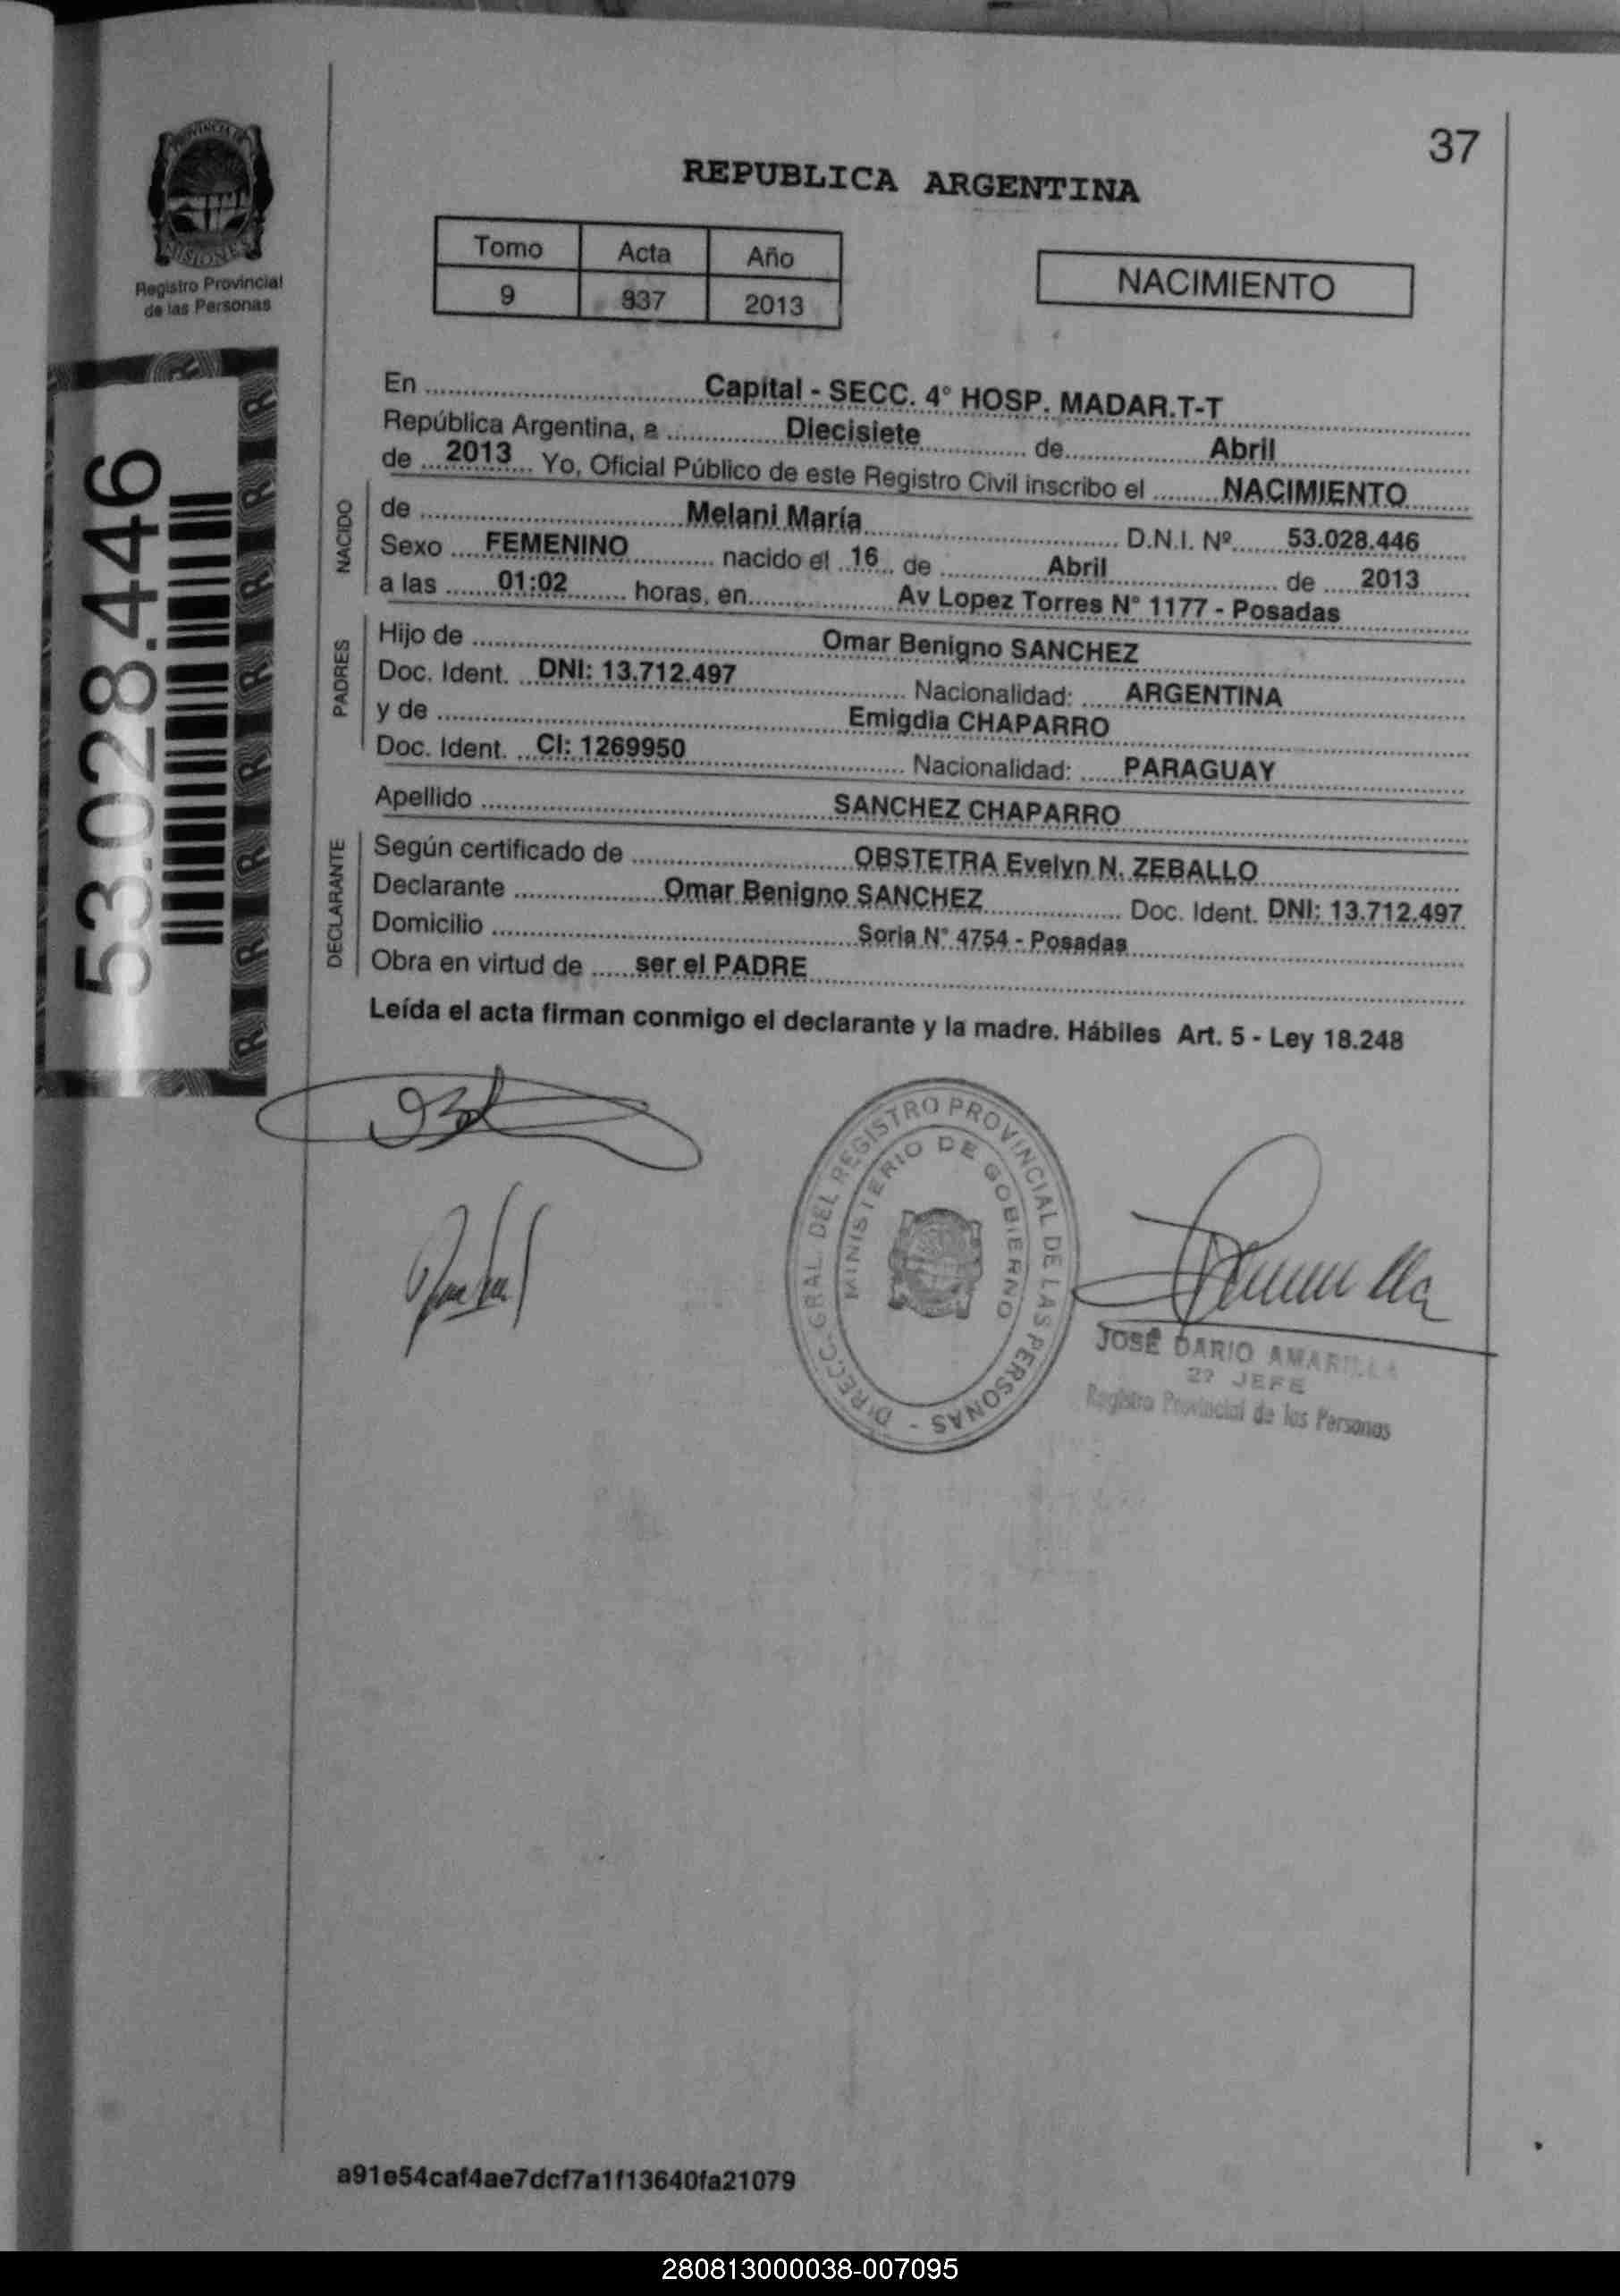 37
PROVINCIA DE
MISIONES
Registro Provincial
de las Personas
REPUBLICA ARGENTINA
Tomo Acta Año
9 837 2013
NACIMIENTO
53.028.446
En Capital - SECC. 4° HOSP. MADAR.T-T
República Argentina, a Diecisiete de Abril
de 2013 Yo, Oficial Público de este Registro Civil inscribo el NACIMIENTO
NACIDO
de Melani María D.N.I. Nº 53.028.446
Sexo FEMENINO nacido el 16 de Abril de 2013
a las 01:02 horas, en Av Lopez Torres N° 1177 - Posadas
PADRES
Hijo de Omar Benigno SANCHEZ
Doc. Ident. DNI: 13.712.497 Nacionalidad: ARGENTINA
y de Emigdia CHAPARRO
Doc. Ident. CI: 1269950 Nacionalidad: PARAGUAY
Apellido SANCHEZ CHAPARRO
DECLARANTE
Según certificado de OBSTETRA Evelyn N. ZEBALLO
Declarante Omar Benigno SANCHEZ Doc. Ident. DNI: 13.712.497
Domicilio Soria N° 4754 - Posadas
Obra en virtud de ser el PADRE
Leída el acta firman conmigo el declarante y la madre. Hábiles Art. 5 - Ley 18.248
DIRECC. GRAL. DEL REGISTRO PROVINCIAL DE LAS PERSONAS -
MINISTERIO DE GOBIERNO
JOSÉ DARIO AMARILLA
2º JEFE
Registro Provincial de las Personas
a91e54caf4ae7dcf7a1f13640fa21079
280813000038-007095